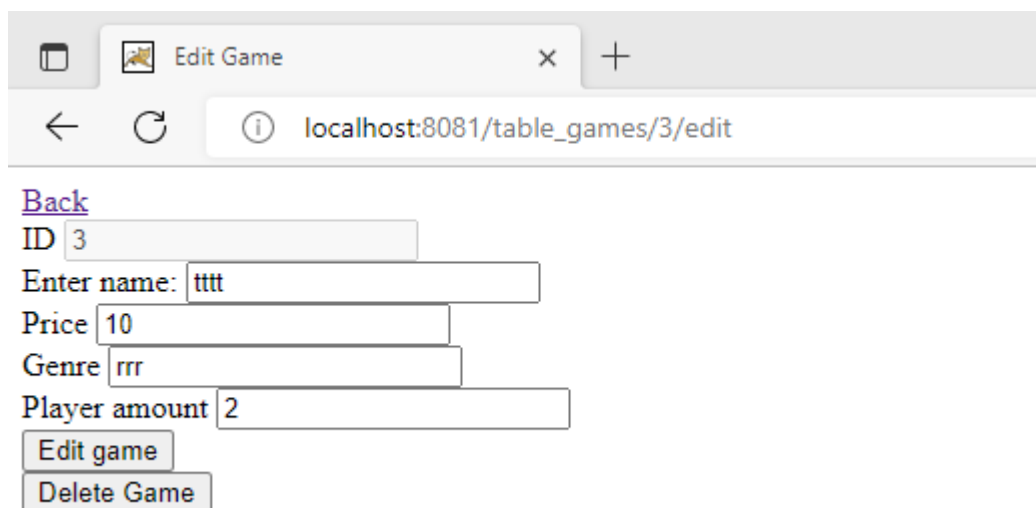 Edit Game
localhost:8081/table_games/3/edit
Back
ID 3
Enter name: tttt
Price 10
Genre rrr
Player amount 2
Edit game
Delete Game